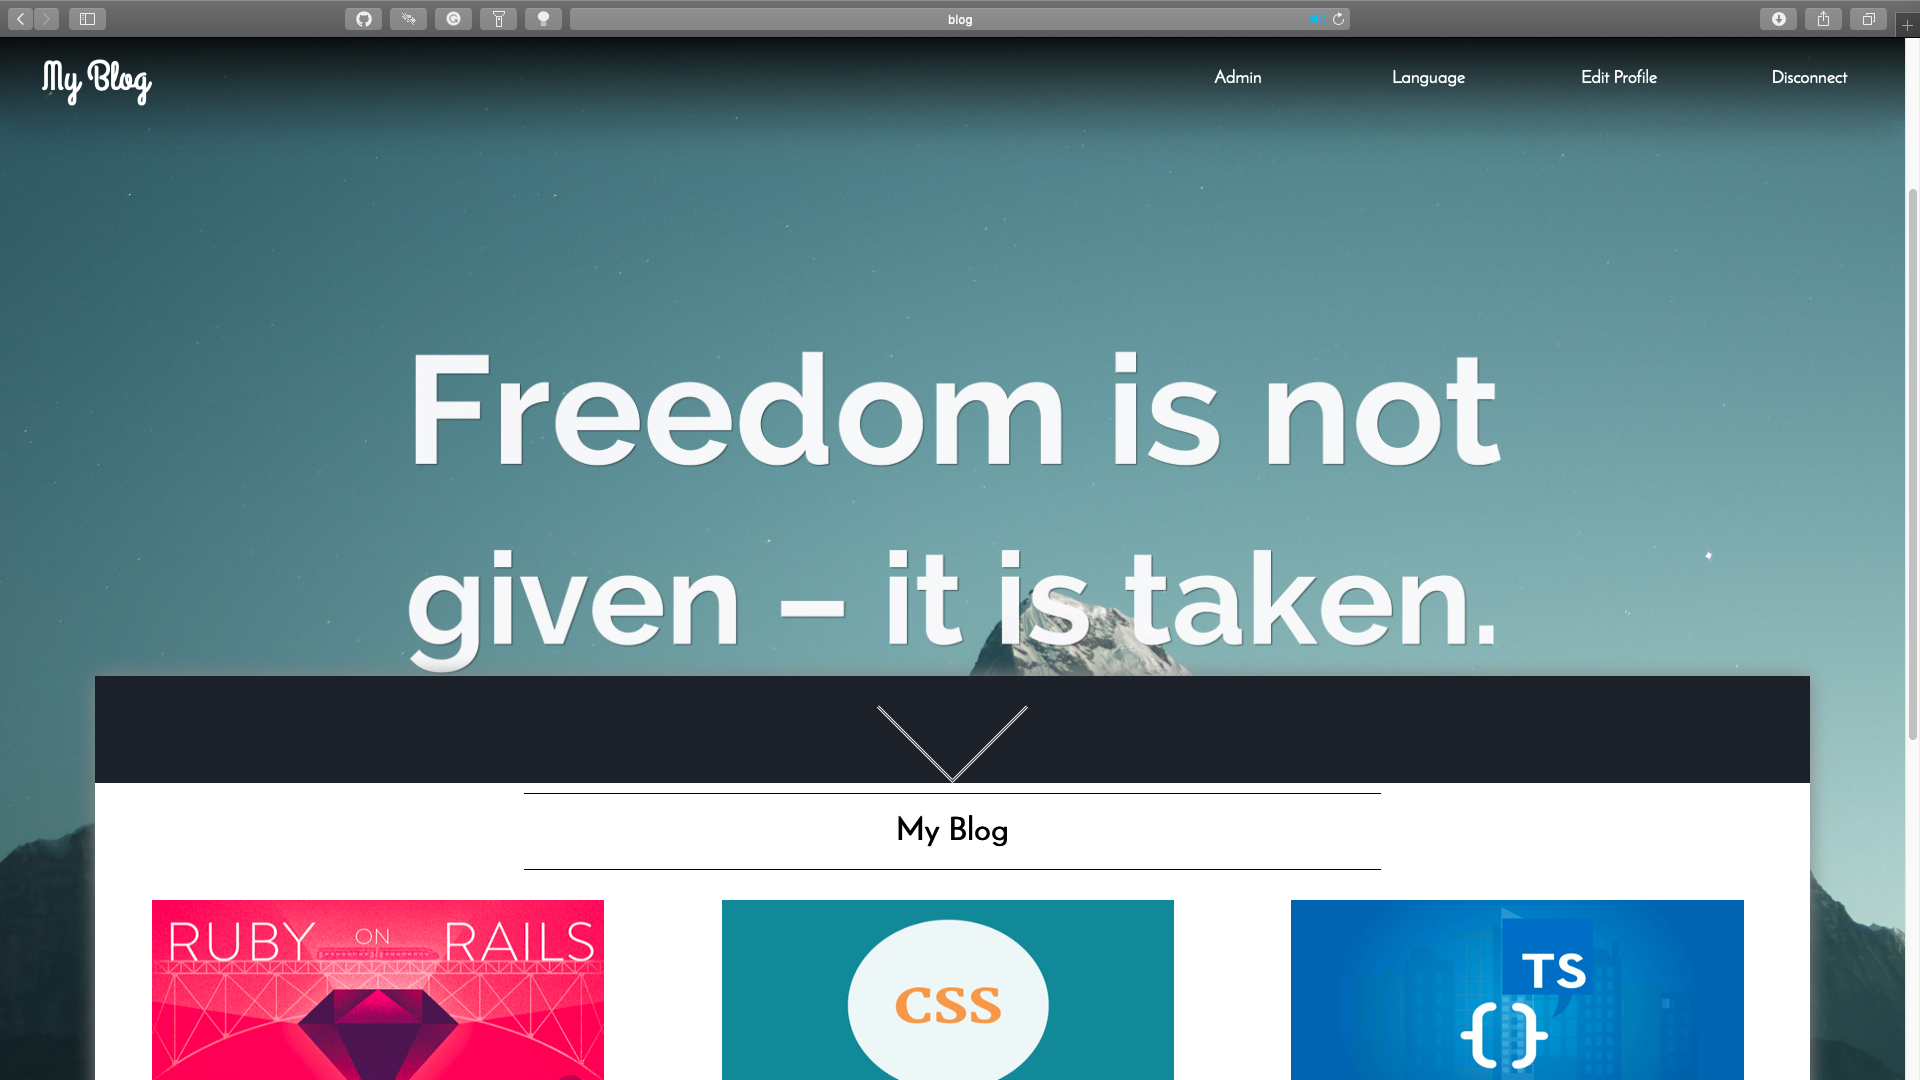 blog
My Blog
Admin
Language
Edit Profile
Disconnect
Freedom is not
given – it is taken.
My Blog
RUBY ON RAILS
CSS
TS
{}